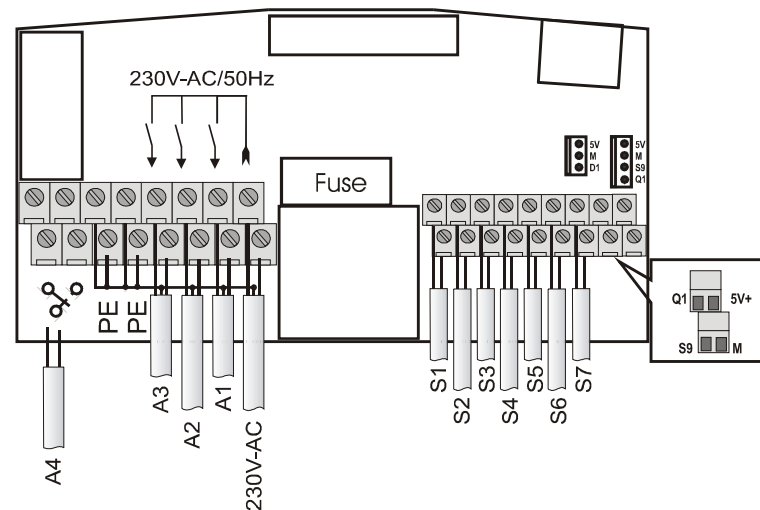 230V-AC/50Hz
Fuse
5V
M
D1
5V
M
S9
Q1
PE
PE
A4
A3
A2
A1
230V-AC
S1
S2
S3
S4
S5
S6
S7
Q1 5V+
S9 M